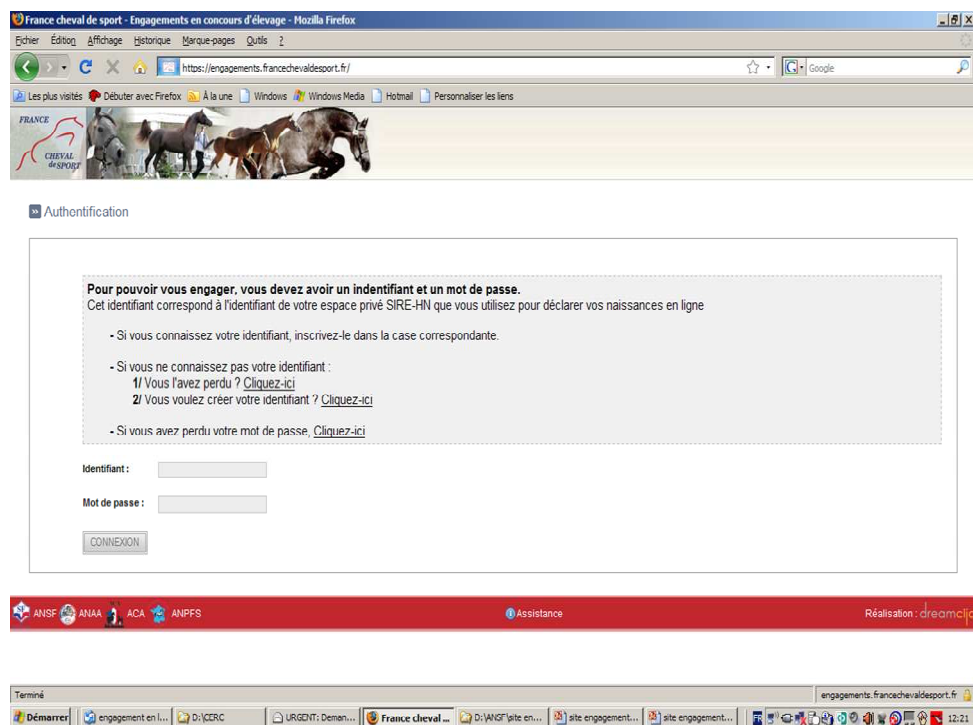 France cheval de sport - Engagements en concours d'élevage - Mozilla Firefox
Fichier Édition Affichage Historique Marque-pages Outils ?
https://engagements.francechevaldesport.fr/
Google
Les plus visités Débuter avec Firefox À la une Windows Windows Media Hotmail Personnaliser les liens
FRANCE
CHEVAL
de SPORT
Authentification
Pour pouvoir vous engager, vous devez avoir un indentifiant et un mot de passe.
Cet identifiant correspond à l'identifiant de votre espace privé SIRE-HN que vous utilisez pour déclarer vos naissances en ligne
- Si vous connaissez votre identifiant, inscrivez-le dans la case correspondante.
- Si vous ne connaissez pas votre identifiant :
1/ Vous l'avez perdu ? Cliquez-ici
2/ Vous voulez créer votre identifiant ? Cliquez-ici
- Si vous avez perdu votre mot de passe, Cliquez-ici
Identifiant :
Mot de passe :
CONNEXION
ANSF ANAA ACA ANPFS Assistance Réalisation : dreamclic
Terminé engagements.francechevaldesport.fr
Démarrer engagement en l... D:\CERC URGENT: Deman... France cheval ... D:\ANSF\site en... site engagement... site engagement... FR 12:21